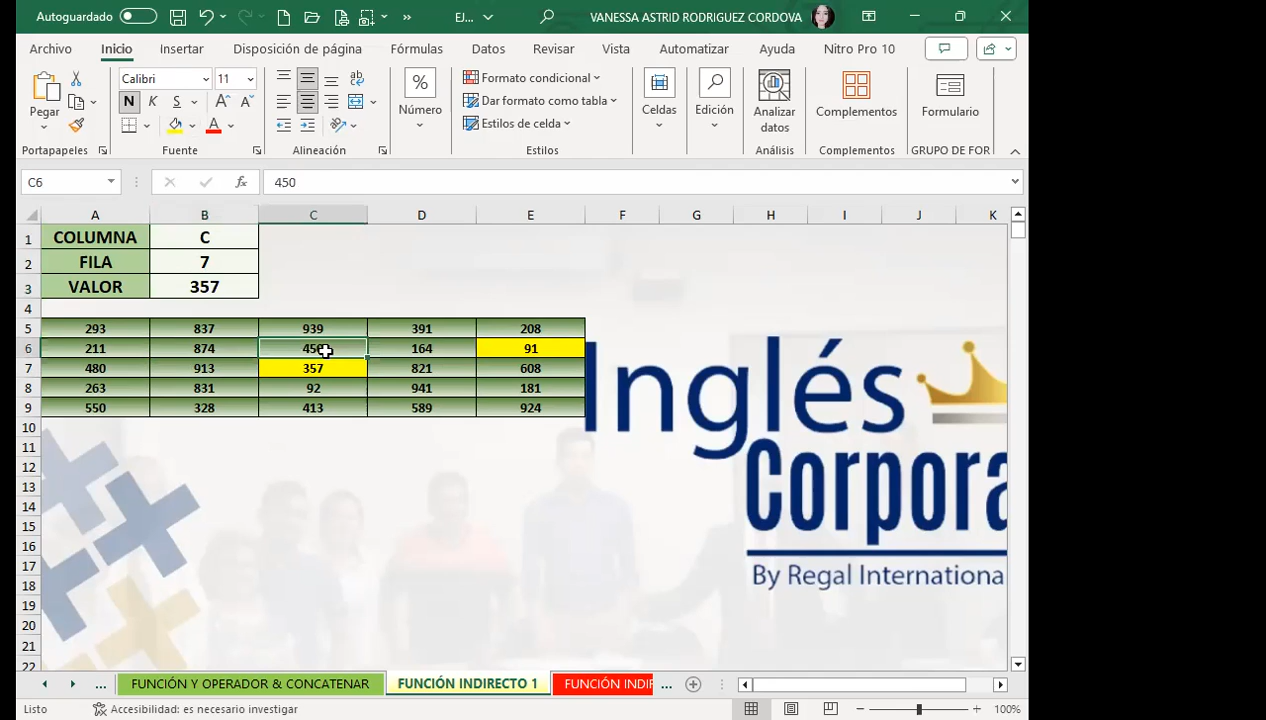 Autoguardado
EJ...
VANESSA ASTRID RODRIGUEZ CORDOVA
Archivo Inicio Insertar Disposición de página Fórmulas Datos Revisar Vista Automatizar Ayuda Nitro Pro 10
Pegar
Portapapeles
Calibri 11
N K S
Fuente
Alineación
%
Número
Formato condicional
Dar formato como tabla
Estilos de celda
Estilos
Celdas
Edición
Analizar datos
Análisis
Complementos
Complementos
Formulario
GRUPO DE FOR
C6 fx 450
A B C D E F G H I J K
1 COLUMNA C
2 FILA 7
3 VALOR 357
4
5 293 837 939 391 208
6 211 874 450 164 91
7 480 913 357 821 608
8 263 831 92 941 181
9 550 328 413 589 924
10
11
12
13
14
15
16
17
18
19
20
21
22
Inglés
Corpora
By Regal Internationa
... FUNCIÓN Y OPERADOR & CONCATENAR FUNCIÓN INDIRECTO 1 FUNCIÓN INDIR ...
Listo Accesibilidad: es necesario investigar 100%